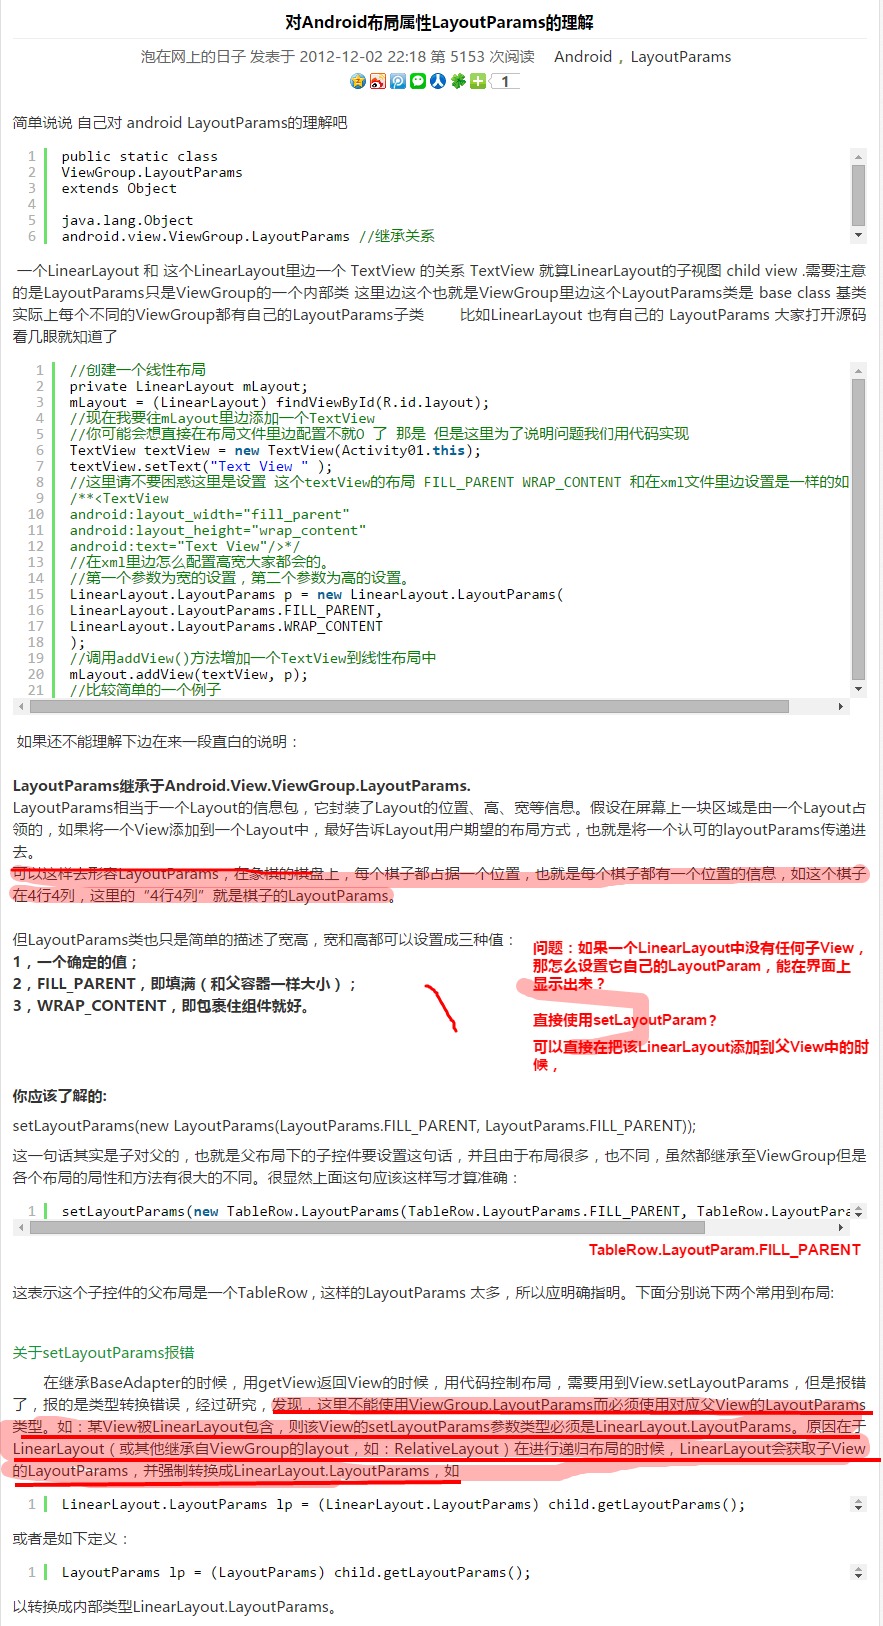 对Android布局属性LayoutParams的理解
泡在网上的日子 发表于 2012-12-02 22:18 第 5153 次阅读 Android , LayoutParams
1
简单说说 自己对 android LayoutParams的理解吧
1 public static class
2 ViewGroup.LayoutParams
3 extends Object
4
5 java.lang.Object
6 android.view.ViewGroup.LayoutParams //继承关系
一个LinearLayout 和 这个LinearLayout里边一个 TextView 的关系 TextView 就算LinearLayout的子视图 child view .需要注意
的是LayoutParams只是ViewGroup的一个内部类 这里边这个也就是ViewGroup里边这个LayoutParams类是 base class 基类
实际上每个不同的ViewGroup都有自己的LayoutParams子类 比如LinearLayout 也有自己的 LayoutParams 大家打开源码
看几眼就知道了
1 //创建一个线性布局
2 private LinearLayout mLayout;
3 mLayout = (LinearLayout) findViewById(R.id.layout);
4 //现在我要往mLayout里边添加一个TextView
5 //你可能会想直接在布局文件里边配置不就O 了 那是 但是这里为了说明问题我们用代码实现
6 TextView textView = new TextView(Activity01.this);
7 textView.setText("Text View " );
8 //这里请不要困惑这里是设置 这个textView的布局 FILL_PARENT WRAP_CONTENT 和在xml文件里边设置是一样的如
9 /**<TextView
10 android:layout_width="fill_parent"
11 android:layout_height="wrap_content"
12 android:text="Text View"/>*/
13 //在xml里边怎么配置高宽大家都会的。
14 //第一个参数为宽的设置，第二个参数为高的设置。
15 LinearLayout.LayoutParams p = new LinearLayout.LayoutParams(
16 LinearLayout.LayoutParams.FILL_PARENT,
17 LinearLayout.LayoutParams.WRAP_CONTENT
18 );
19 //调用addView()方法增加一个TextView到线性布局中
20 mLayout.addView(textView, p);
21 //比较简单的一个例子
如果还不能理解下边在来一段直白的说明：
LayoutParams继承于Android.View.ViewGroup.LayoutParams.
LayoutParams相当于一个Layout的信息包，它封装了Layout的位置、高、宽等信息。假设在屏幕上一块区域是由一个Layout占
领的，如果将一个View添加到一个Layout中，最好告诉Layout用户期望的布局方式，也就是将一个认可的layoutParams传递进
去。
可以这样去形容LayoutParams，在象棋的棋盘上，每个棋子都占据一个位置，也就是每个棋子都有一个位置的信息，如这个棋子
在4行4列，这里的“4行4列”就是棋子的LayoutParams。
但LayoutParams类也只是简单的描述了宽高，宽和高都可以设置成三种值：
1，一个确定的值；
2，FILL_PARENT，即填满（和父容器一样大小）；
3，WRAP_CONTENT，即包裹住组件就好。
问题：如果一个LinearLayout中没有任何子View，
那怎么设置它自己的LayoutParam，能在界面上
显示出来？
直接使用setLayoutParam？
可以直接在把该LinearLayout添加到父View中的时
候，
你应该了解的:
setLayoutParams(new LayoutParams(LayoutParams.FILL_PARENT, LayoutParams.FILL_PARENT));
这一句话其实是子对父的，也就是父布局下的子控件要设置这句话，并且由于布局很多，也不同，虽然都继承至ViewGroup但是
各个布局的局性和方法有很大的不同。很显然上面这句应该这样写才算准确：
1 setLayoutParams(new TableRow.LayoutParams(TableRow.LayoutParams.FILL_PARENT, TableRow.LayoutPara
TableRow.LayoutParam.FILL_PARENT
这表示这个子控件的父布局是一个TableRow , 这样的LayoutParams 太多，所以应明确指明。下面分别说下两个常用到布局:
关于setLayoutParams报错
在继承BaseAdapter的时候，用getView返回View的时候，用代码控制布局，需要用到View.setLayoutParams，但是报错
了，报的是类型转换错误，经过研究，发现，这里不能使用ViewGroup.LayoutParams而必须使用对应父View的LayoutParams
类型。如：某View被LinearLayout包含，则该View的setLayoutParams参数类型必须是LinearLayout.LayoutParams。原因在于
LinearLayout（或其他继承自ViewGroup的layout，如：RelativeLayout）在进行递归布局的时候，LinearLayout会获取子View
的LayoutParams，并强制转换成LinearLayout.LayoutParams，如
1 LinearLayout.LayoutParams lp = (LinearLayout.LayoutParams) child.getLayoutParams();
或者是如下定义：
1 LayoutParams lp = (LayoutParams) child.getLayoutParams();
以转换成内部类型LinearLayout.LayoutParams。